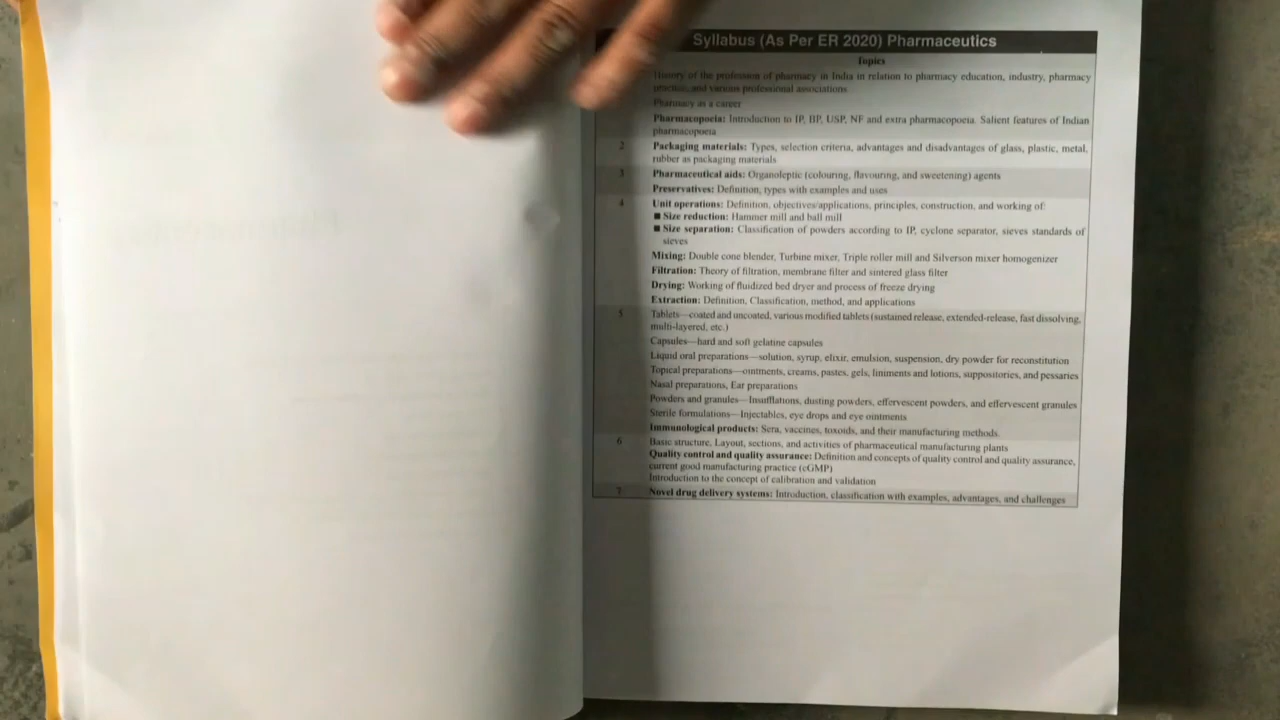 Syllabus (As Per ER 2020) Pharmaceutics
Topics
History of the profession of pharmacy in India in relation to pharmacy education, industry, pharmacy
practice, and various professional associations
Pharmacy as a career
Pharmacopoeia: Introduction to IP, BP, USP, NF and extra pharmacopoeia. Salient features of Indian
pharmacopoeia
2 Packaging materials: Types, selection criteria, advantages and disadvantages of glass, plastic, metal,
rubber as packaging materials
3 Pharmaceutical aids: Organoleptic (colouring, flavouring, and sweetening) agents
Preservatives: Definition, types with examples and uses
4 Unit operations: Definition, objectives/applications, principles, construction, and working of:
■ Size reduction: Hammer mill and ball mill
■ Size separation: Classification of powders according to IP, cyclone separator, sieves standards of
sieves
Mixing: Double cone blender, Turbine mixer, Triple roller mill and Silverson mixer homogenizer
Filtration: Theory of filtration, membrane filter and sintered glass filter
Drying: Working of fluidized bed dryer and process of freeze drying
Extraction: Definition, Classification, method, and applications
5 Tablets—coated and uncoated, various modified tablets (sustained release, extended-release, fast dissolving,
multi-layered, etc.)
Capsules—hard and soft gelatine capsules
Liquid oral preparations—solution, syrup, elixir, emulsion, suspension, dry powder for reconstitution
Topical preparations—ointments, creams, pastes, gels, liniments and lotions, suppositories, and pessaries
Nasal preparations, Ear preparations
Powders and granules—Insufflations, dusting powders, effervescent powders, and effervescent granules
Sterile formulations—Injectables, eye drops and eye ointments
Immunological products: Sera, vaccines, toxoids, and their manufacturing methods.
6 Basic structure, Layout, sections, and activities of pharmaceutical manufacturing plants
Quality control and quality assurance: Definition and concepts of quality control and quality assurance,
current good manufacturing practice (cGMP)
Introduction to the concept of calibration and validation
7 Novel drug delivery systems: Introduction, classification with examples, advantages, and challenges